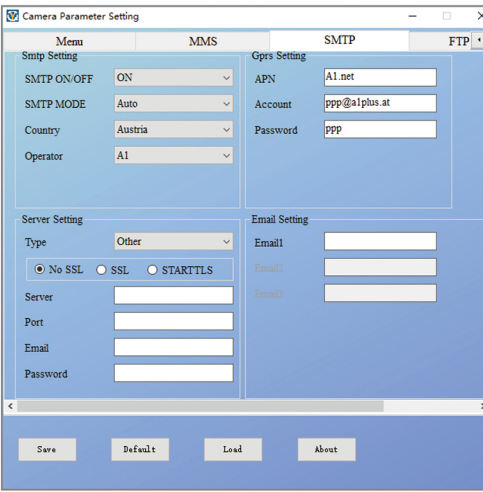 Camera Parameter Setting
Menu MMS SMTP FTP
Smtp Setting
SMTP ON/OFF ON
SMTP MODE Auto
Country Austria
Operator A1
Gprs Setting
APN A1.net
Account ppp@a1plus.at
Password ppp
Server Setting
Type Other
No SSL SSL STARTTLS
Server
Port
Email
Password
Email Setting
Email1
Email2
Email3
Save Default Load About